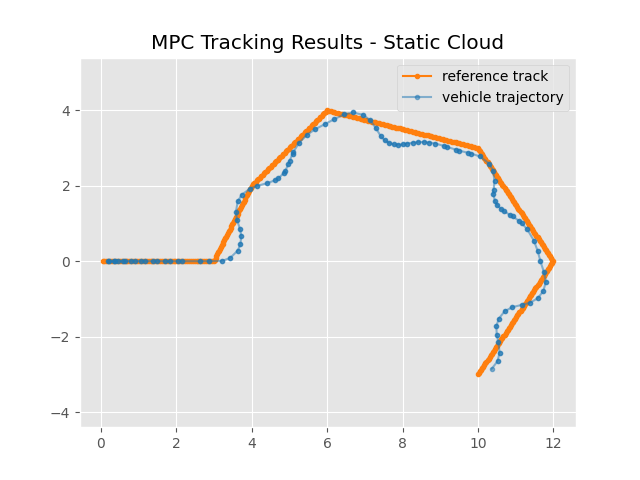 MPC Tracking Results - Static Cloud
reference track
vehicle trajectory
4
2
0
−2
−4
0 2 4 6 8 10 12